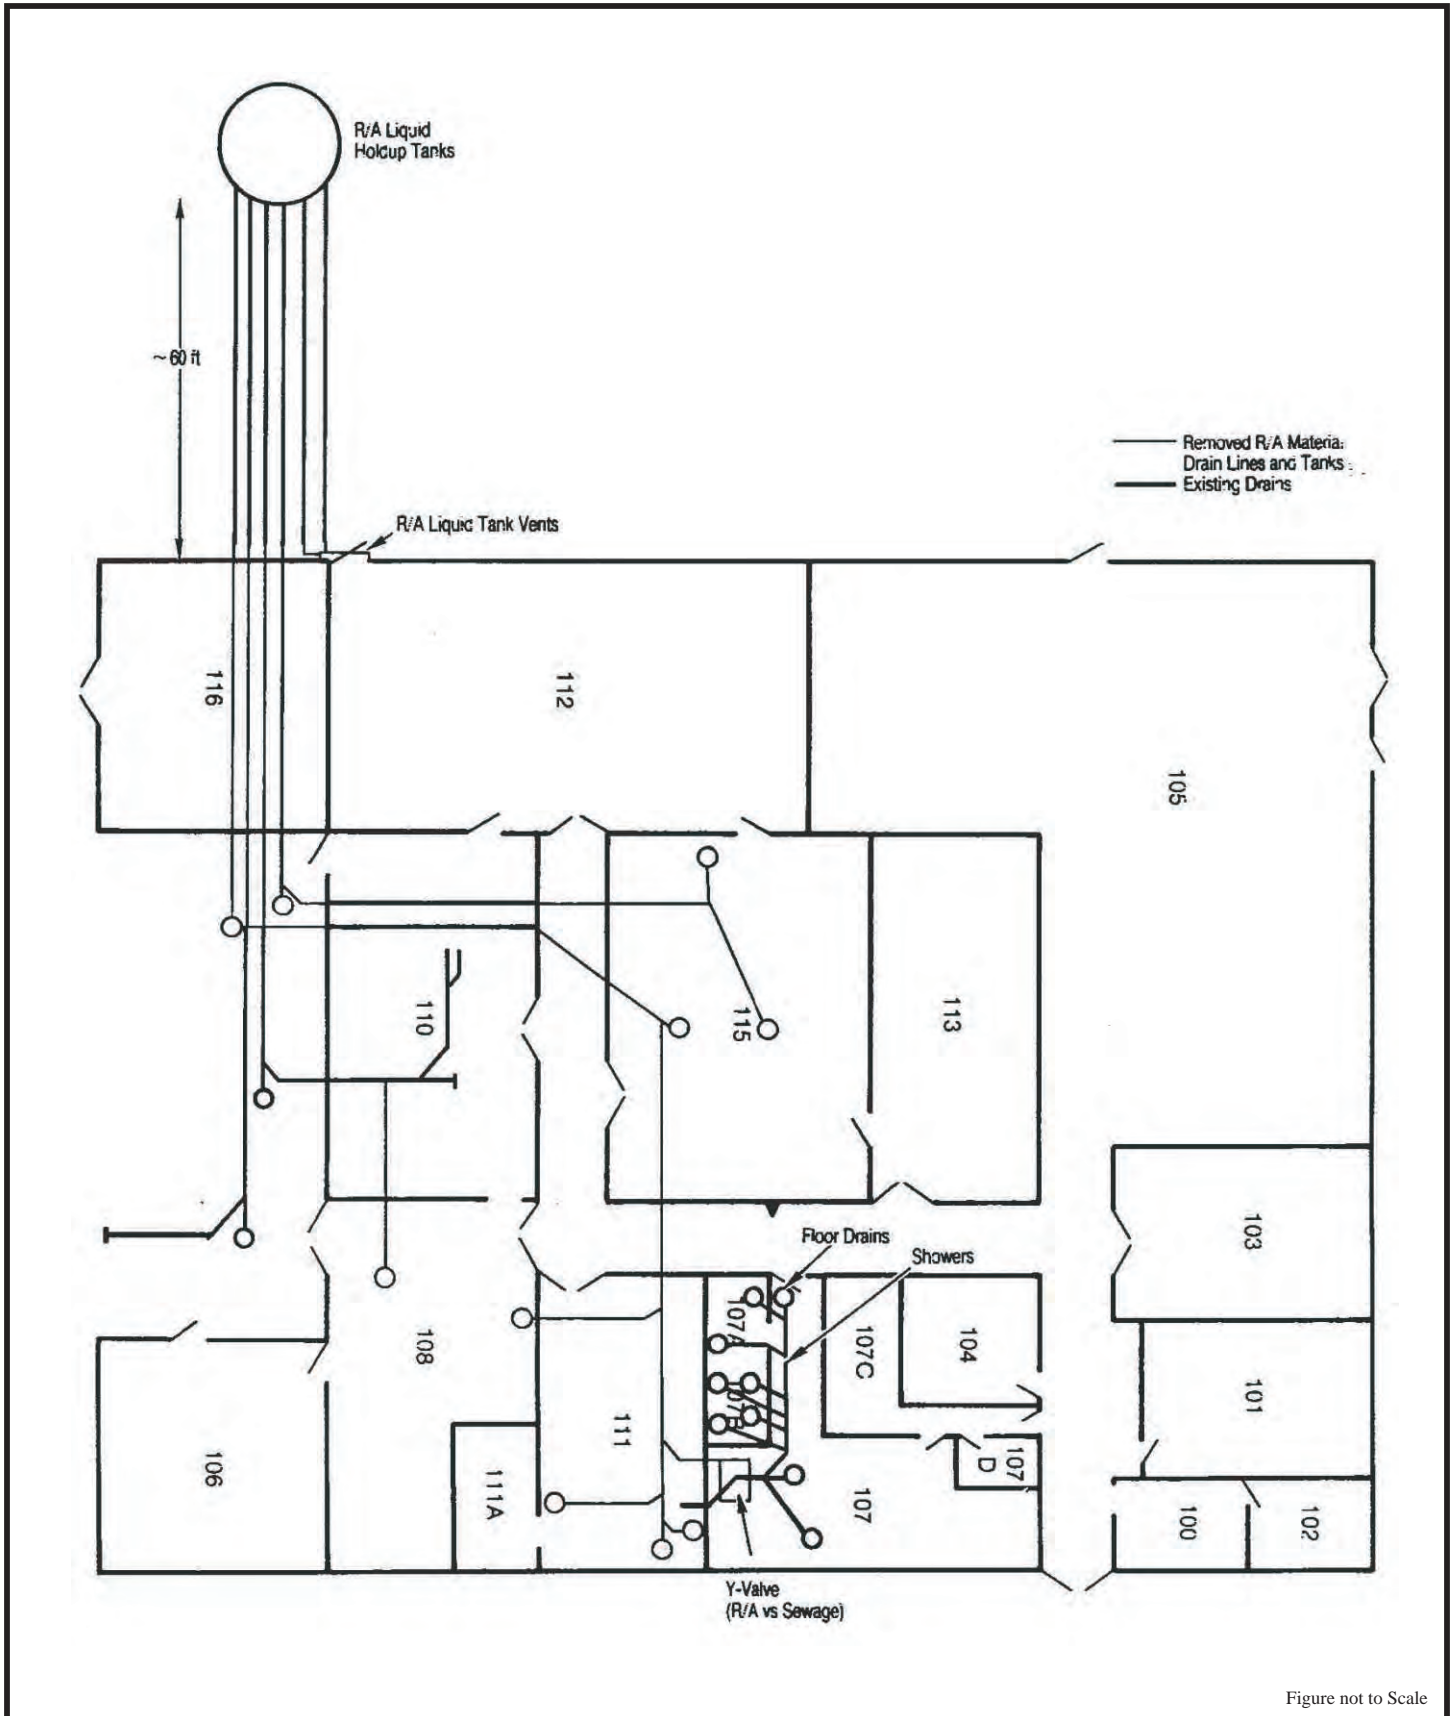 R/A Liquid
Holdup Tanks
~ 60 ft
Removed R/A Material
Drain Lines and Tanks
Existing Drains
R/A Liquid Tank Vents
116
112
105
110
115
113
Floor Drains
Showers
103
107A
107C
104
108
101
107B
111
106
111A
107
107
D
100
102
Y-Valve
(R/A vs Sewage)
Figure not to Scale